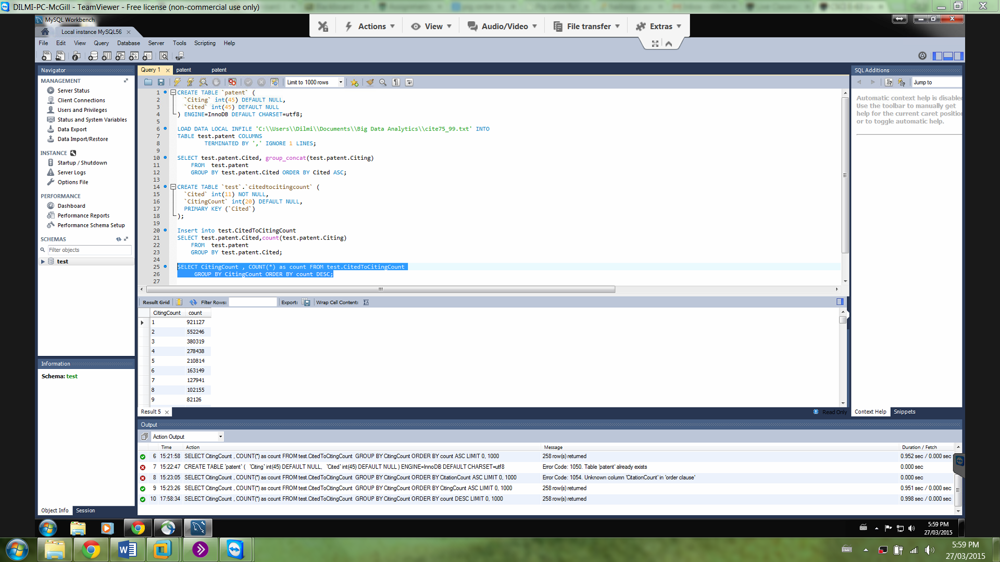 DILMI-PC-McGill - TeamViewer - Free license (non-commercial use only)
MySQL Workbench
Actions View Audio/Video File transfer Extras
Local instance MySQL56
File Edit View Query Database Server Tools Scripting Help
Navigator
MANAGEMENT
Server Status
Client Connections
Users and Privileges
Status and System Variables
Data Export
Data Import/Restore
INSTANCE
Startup / Shutdown
Server Logs
Options File
PERFORMANCE
Dashboard
Performance Reports
Performance Schema Setup
SCHEMAS
Filter objects
test
Information
Schema: test
Object Info Session
Query 1 patent patent
Limit to 1000 rows
1 CREATE TABLE `patent` (
2 `Citing` int(45) DEFAULT NULL,
3 `Cited` int(45) DEFAULT NULL
4 ) ENGINE=InnoDB DEFAULT CHARSET=utf8;
5
6 LOAD DATA LOCAL INFILE 'C:\\Users\\Dilmi\\Documents\\Big Data Analytics\\cite75_99.txt' INTO
7 TABLE test.patent COLUMNS
8 TERMINATED BY ',' IGNORE 1 LINES;
9
10 SELECT test.patent.Cited, group_concat(test.patent.Citing)
11 FROM test.patent
12 GROUP BY test.patent.Cited ORDER BY Cited ASC;
13
14 CREATE TABLE `test`.`citedtocitingcount` (
15 `Cited` int(11) NOT NULL,
16 `CitingCount` int(20) DEFAULT NULL,
17 PRIMARY KEY (`Cited`)
18 );
19
20 Insert into test.CitedToCitingCount
21 SELECT test.patent.Cited,count(test.patent.Citing)
22 FROM test.patent
23 GROUP BY test.patent.Cited;
24
25 SELECT CitingCount , COUNT(*) as count FROM test.CitedToCitingCount
26 GROUP BY CitingCount ORDER BY count DESC;
27
Result Grid Filter Rows: Export: Wrap Cell Content:
CitingCount count
1 921127
2 552246
3 380319
4 278438
5 210814
6 163149
7 127941
8 102155
9 82126
Result 5
Read Only
SQL Additions
Jump to
Automatic context help is disable
Use the toolbar to manually get
help for the current caret position
or to toggle automatic help.
Context Help Snippets
Output
Action Output
Time Action Message Duration / Fetch
6 15:21:58 SELECT CitingCount , COUNT(*) as count FROM test.CitedToCitingCount GROUP BY CitingCount ORDER BY count ASC LIMIT 0, 1000 258 row(s) returned 0.952 sec / 0.000 sec
7 15:22:47 CREATE TABLE `patent` ( `Citing` int(45) DEFAULT NULL, `Cited` int(45) DEFAULT NULL ) ENGINE=InnoDB DEFAULT CHARSET=utf8 Error Code: 1050. Table 'patent' already exists 0.000 sec
8 15:23:05 SELECT CitingCount , COUNT(*) as count FROM test.CitedToCitingCount GROUP BY CitingCount ORDER BY CitationCount ASC LIMIT 0, 1000 Error Code: 1054. Unknown column 'CitationCount' in 'order clause' 0.000 sec
9 15:23:26 SELECT CitingCount , COUNT(*) as count FROM test.CitedToCitingCount GROUP BY CitingCount ORDER BY CitingCount ASC LIMIT 0, 1000 258 row(s) returned 0.951 sec / 0.000 sec
10 17:58:34 SELECT CitingCount , COUNT(*) as count FROM test.CitedToCitingCount GROUP BY CitingCount ORDER BY count DESC LIMIT 0, 1000 258 row(s) returned 0.998 sec / 0.000 sec
5:59 PM
27/03/2015
5:59 PM
27/03/2015